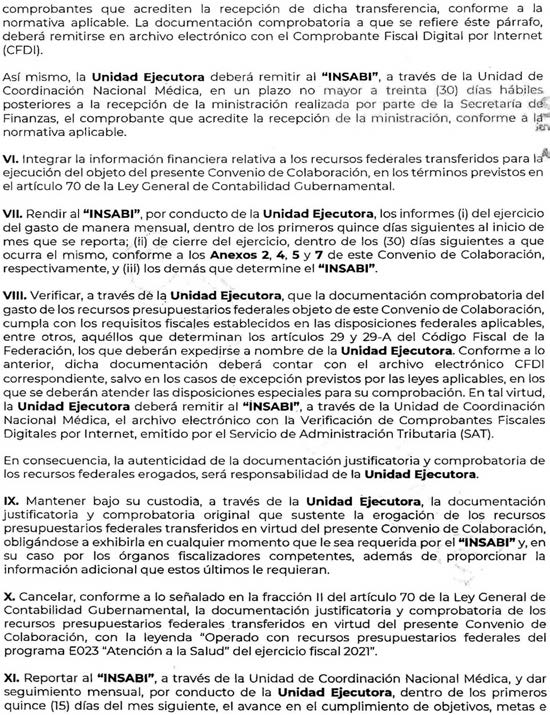 comprobantes que acrediten la recepción de dicha transferencia, conforme a la
normativa aplicable. La documentación comprobatoria a que se refiere éste párrafo,
deberá remitirse en archivo electrónico con el Comprobante Fiscal Digital por Internet
(CFDI).
Así mismo, la Unidad Ejecutora deberá remitir al “INSABI”, a través de la Unidad de
Coordinación Nacional Médica, en un plazo no mayor a treinta (30) días hábiles
posteriores a la recepción de la ministración realizada por parte de la Secretaría de
Finanzas, el comprobante que acredite la recepción de la ministración, conforme a la
normativa aplicable.
VI. Integrar la información financiera relativa a los recursos federales transferidos para la
ejecución del objeto del presente Convenio de Colaboración, en los términos previstos en
el artículo 70 de la Ley General de Contabilidad Gubernamental.
VII. Rendir al “INSABI”, por conducto de la Unidad Ejecutora, los informes (i) del ejercicio
del gasto de manera mensual, dentro de los primeros quince días siguientes al inicio de
mes que se reporta; (ii) de cierre del ejercicio, dentro de los (30) días siguientes a que
ocurra el mismo, conforme a los Anexos 2, 4, 5 y 7 de este Convenio de Colaboración,
respectivamente, y (iii) los demás que determine el “INSABI”.
VIII. Verificar, a través de la Unidad Ejecutora, que la documentación comprobatoria del
gasto de los recursos presupuestarios federales objeto de este Convenio de Colaboración,
cumpla con los requisitos fiscales establecidos en las disposiciones federales aplicables,
entre otros, aquéllos que determinan los artículos 29 y 29-A del Código Fiscal de la
Federación, los que deberán expedirse a nombre de la Unidad Ejecutora. Conforme a lo
anterior, dicha documentación deberá contar con el archivo electrónico CFDI
correspondiente, salvo en los casos de excepción previstos por las leyes aplicables, en los
que se deberán atender las disposiciones especiales para su comprobación. En tal virtud,
la Unidad Ejecutora deberá remitir al “INSABI”, a través de la Unidad de Coordinación
Nacional Médica, el archivo electrónico con la Verificación de Comprobantes Fiscales
Digitales por Internet, emitido por el Servicio de Administración Tributaria (SAT).
En consecuencia, la autenticidad de la documentación justificatoria y comprobatoria de
los recursos federales erogados, será responsabilidad de la Unidad Ejecutora.
IX. Mantener bajo su custodia, a través de la Unidad Ejecutora, la documentación
justificatoria y comprobatoria original que sustente la erogación de los recursos
presupuestarios federales transferidos en virtud del presente Convenio de Colaboración,
obligándose a exhibirla en cualquier momento que le sea requerida por el “INSABI” y, en
su caso por los órganos fiscalizadores competentes, además de proporcionar la
información adicional que estos últimos le requieran.
X. Cancelar, conforme a lo señalado en la fracción II del artículo 70 de la Ley General de
Contabilidad Gubernamental, la documentación justificatoria y comprobatoria de los
recursos presupuestarios federales transferidos en virtud del presente Convenio de
Colaboración, con la leyenda “Operado con recursos presupuestarios federales del
programa E023 “Atención a la Salud” del ejercicio fiscal 2021”.
XI. Reportar al “INSABI”, a través de la Unidad de Coordinación Nacional Médica, y dar
seguimiento mensual, por conducto de la Unidad Ejecutora, dentro de los primeros
quince (15) días del mes siguiente, el avance en el cumplimiento de objetivos, metas e